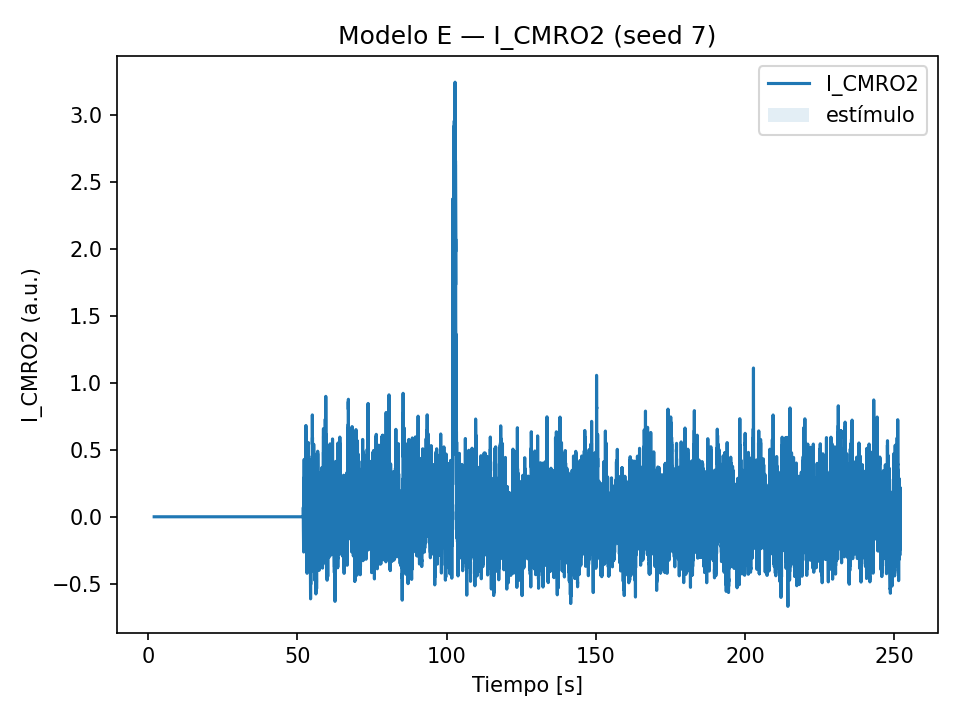 Modelo E — I_CMRO2 (seed 7)
I_CMRO2
estímulo
3.0
2.5
2.0
1.5
1.0
0.5
0.0
−0.5
I_CMRO2 (a.u.)
0 50 100 150 200 250
Tiempo [s]